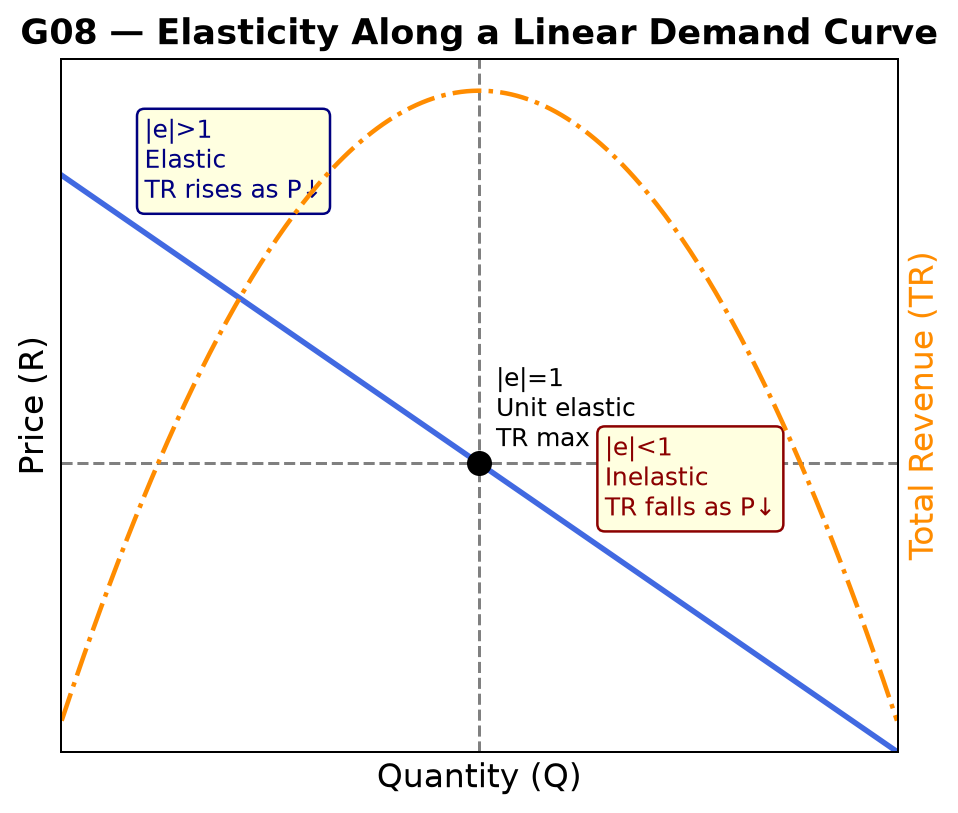 G08 — Elasticity Along a Linear Demand Curve
|e|>1
Elastic
TR rises as P↓
|e|=1
Unit elastic
TR max
|e|<1
Inelastic
TR falls as P↓
Price (R)
Total Revenue (TR)
Quantity (Q)